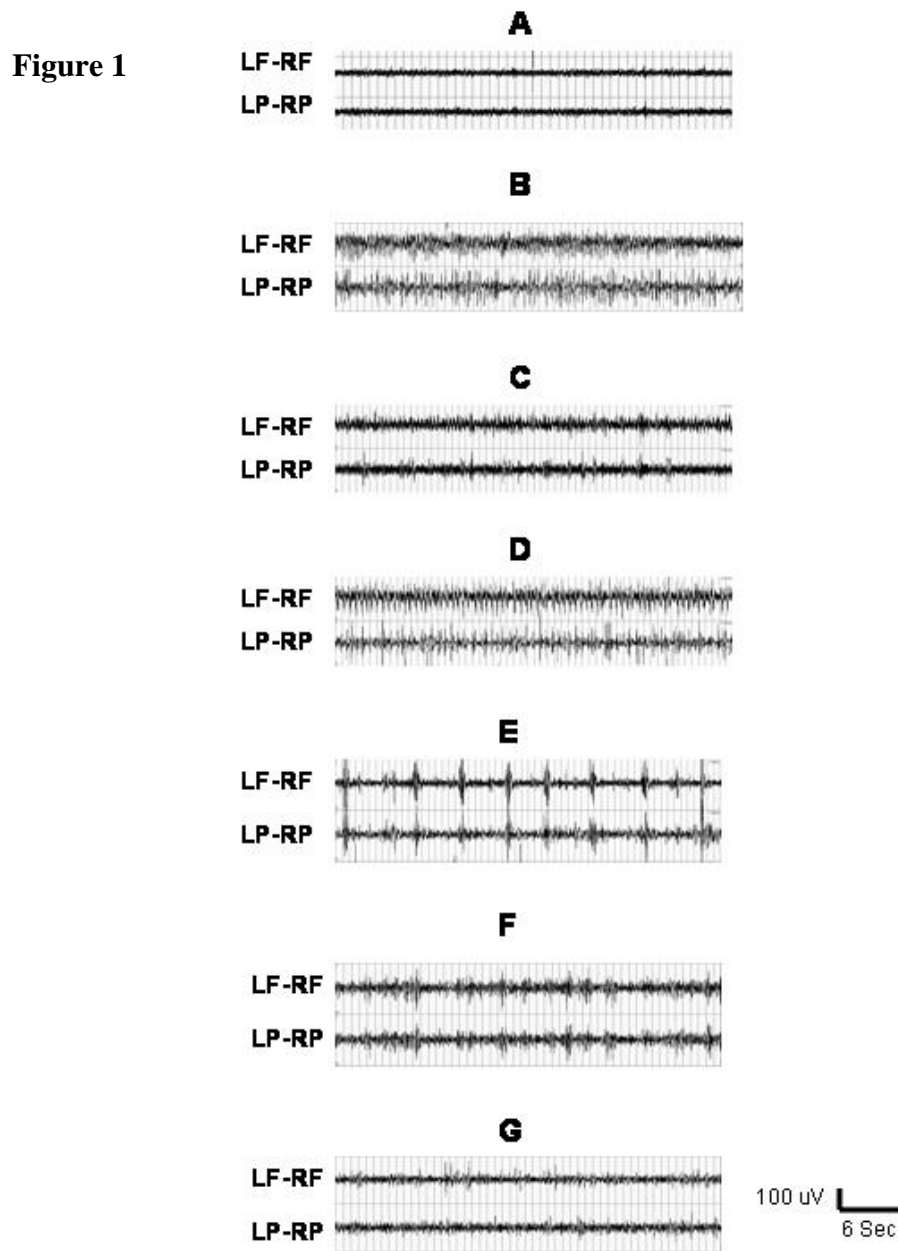 Figure 1
A
LF-RF
LP-RP
B
LF-RF
LP-RP
C
LF-RF
LP-RP
D
LF-RF
LP-RP
E
LF-RF
LP-RP
F
LF-RF
LP-RP
G
LF-RF
LP-RP
100 uV
6 Sec